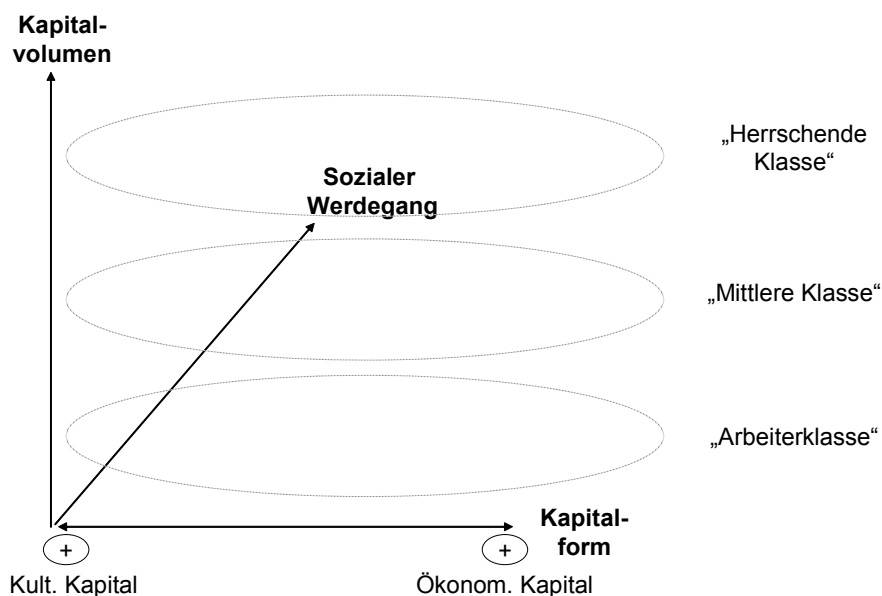 Kapital-
volumen
„Herrschende
Klasse“
Sozialer
Werdegang
„Mittlere Klasse“
„Arbeiterklasse“
Kapital-
form
+
+
Kult. Kapital
Ökonom. Kapital